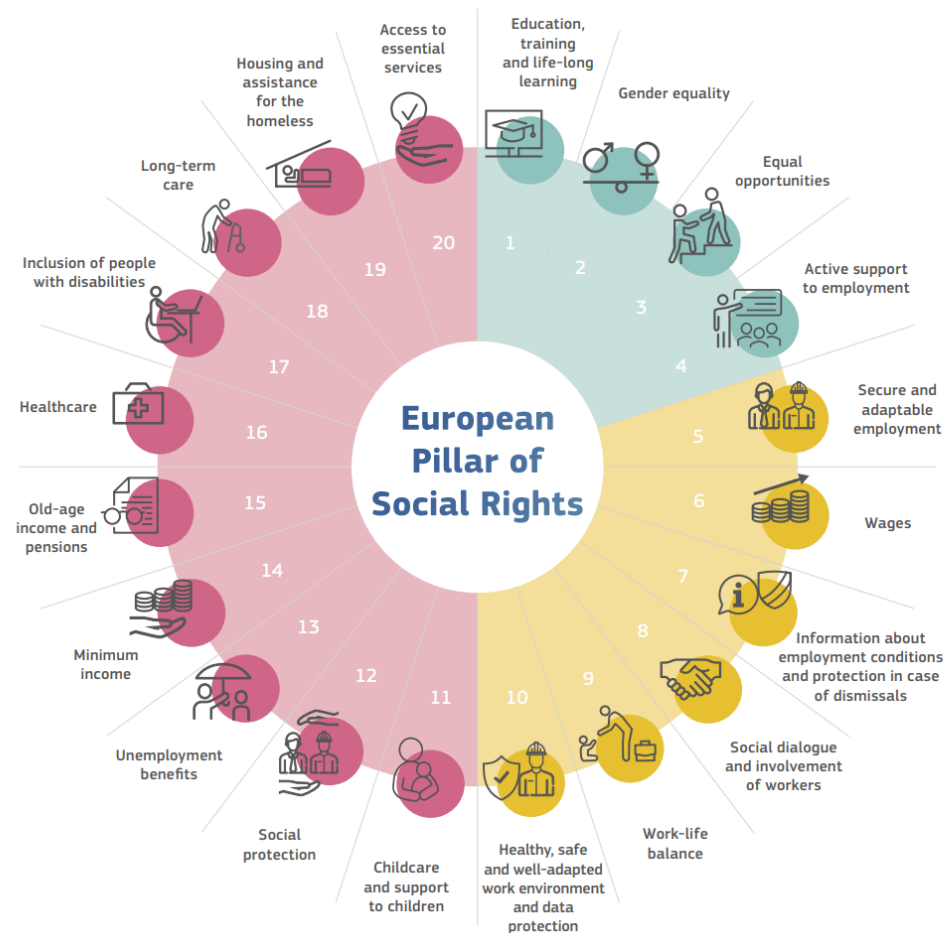 European
Pillar of
Social Rights
1
Education,
training
and life-long
learning
2
Gender equality
3
Equal
opportunities
4
Active support
to employment
5
Secure and
adaptable
employment
6
Wages
7
Information about
employment conditions
and protection in case
of dismissals
8
Social dialogue
and involvement
of workers
9
Work-life
balance
10
Healthy, safe
and well-adapted
work environment
and data
protection
11
Childcare
and support
to children
12
Social
protection
13
Unemployment
benefits
14
Minimum
income
15
Old-age
income and
pensions
16
Healthcare
17
Inclusion of people
with disabilities
18
Long-term
care
19
Housing and
assistance
for the
homeless
20
Access to
essential
services